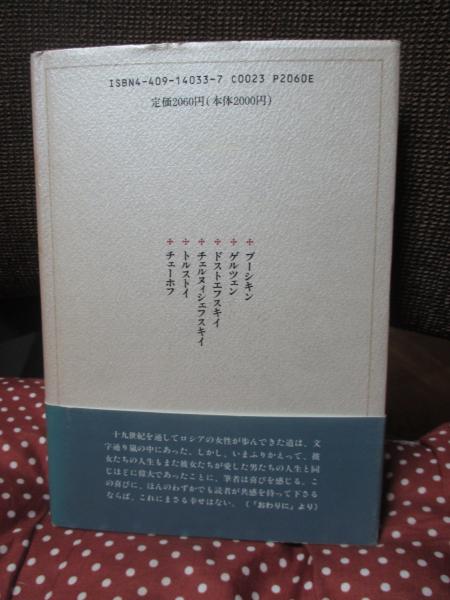 ISBN4-409-14033-7 C0023 P2060E
定価2060円(本体2000円)
プーシキン
ゲルツェン
ドストエフスキイ
チェルヌィシェフスキイ
トルストイ
チェーホフ
十九世紀を通してロシアの女性が歩んできた道は、文
字通り嵐の中にあった。しかし、いまふりかえって、彼
女たちの人生もまた彼女たちが愛した男たちの人生と同
じほどに偉大であったことに、筆者は喜びを感じる。こ
の喜びに、ほんのわずかでも読者が共感を持って下さる
ならば、これにまさる幸せはない。(「おわりに」より)